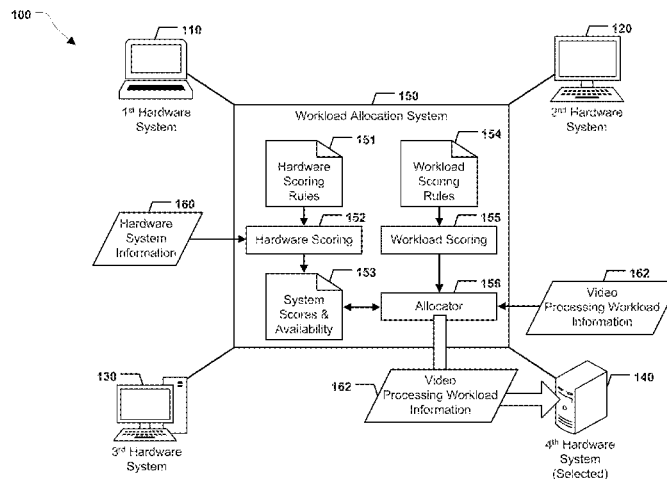 100
110
120
1st Hardware
System
2nd Hardware
System
150
Workload Allocation System
151
154
Hardware
Scoring
Rules
Workload
Scoring
Rules
160
Hardware
System
Information
152
155
Hardware Scoring
Workload Scoring
153
156
162
System
Scores &
Availability
Allocator
Video
Processing Workload
Information
130
162
Video
Processing Workload
Information
140
3rd Hardware
System
4th Hardware
System
(Selected)